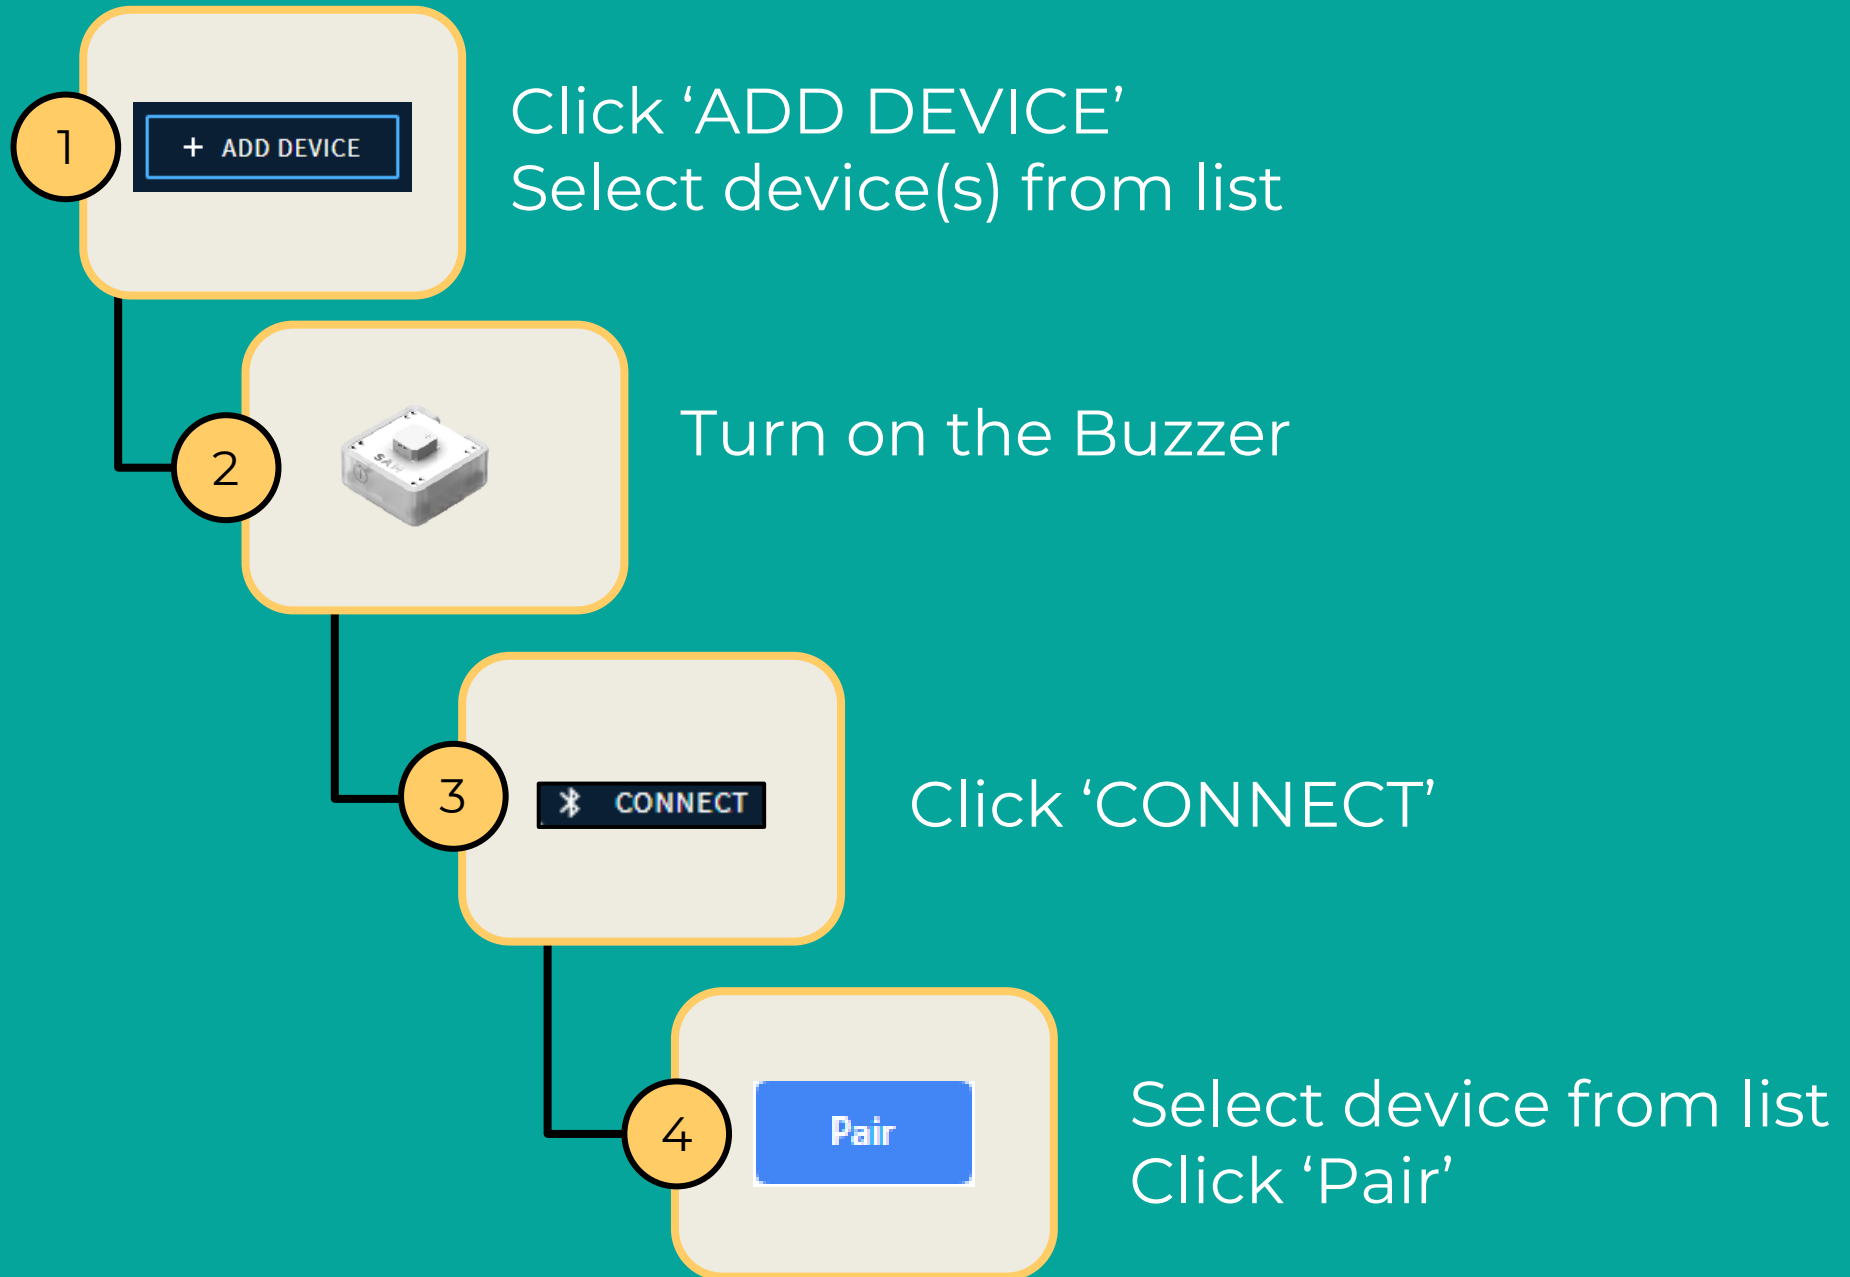 1
+ ADD DEVICE
Click ‘ADD DEVICE’
Select device(s) from list
2
SAM
Turn on the Buzzer
3
CONNECT
Click ‘CONNECT’
4
Pair
Select device from list
Click ‘Pair’